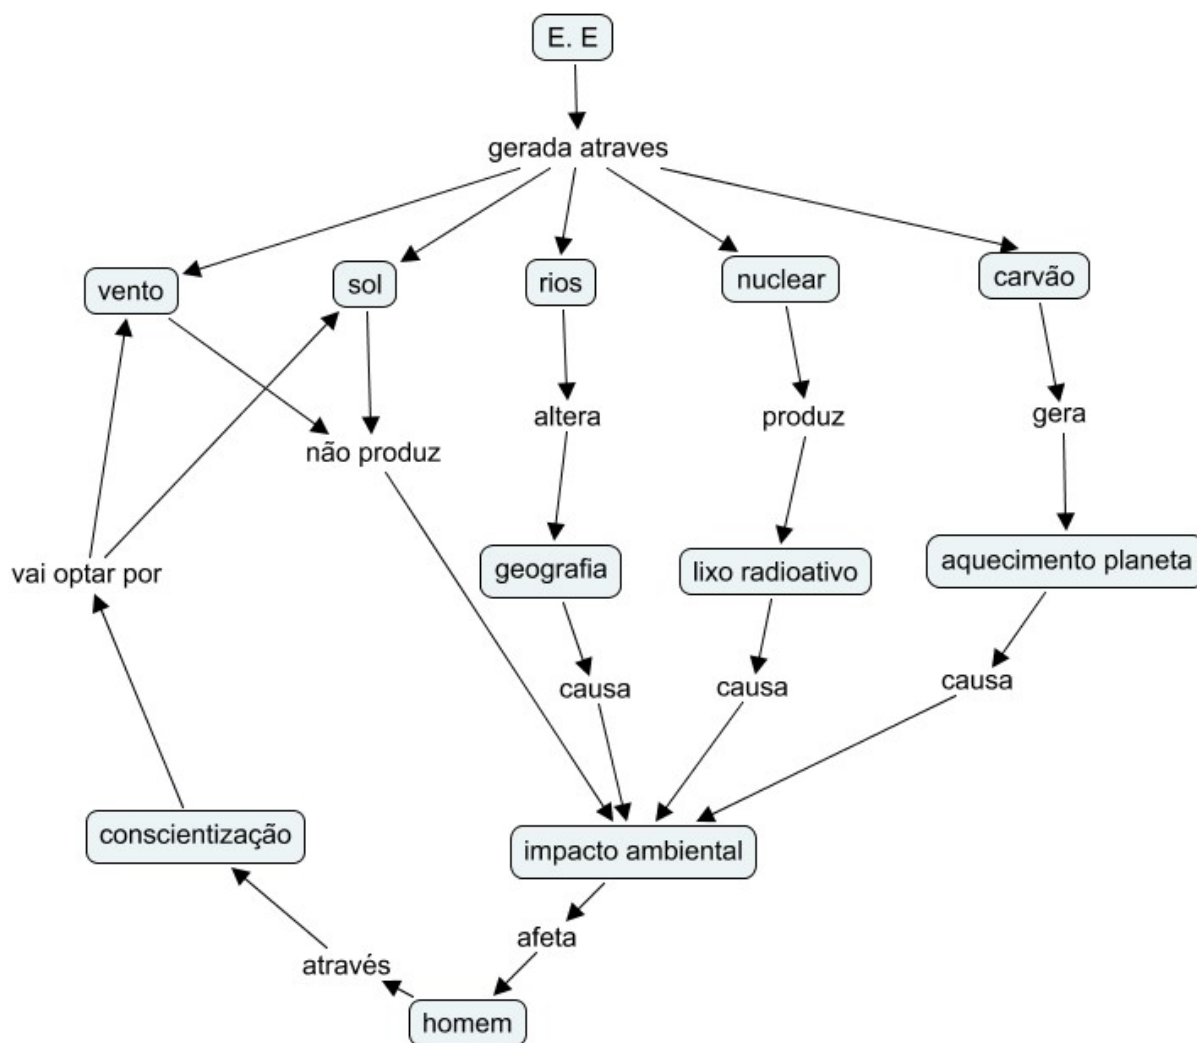 E. E
gerada atraves
vento
sol
rios
nuclear
carvão
não produz
altera
produz
gera
vai optar por
geografia
lixo radioativo
aquecimento planeta
causa
causa
causa
conscientização
impacto ambiental
afeta
através
homem